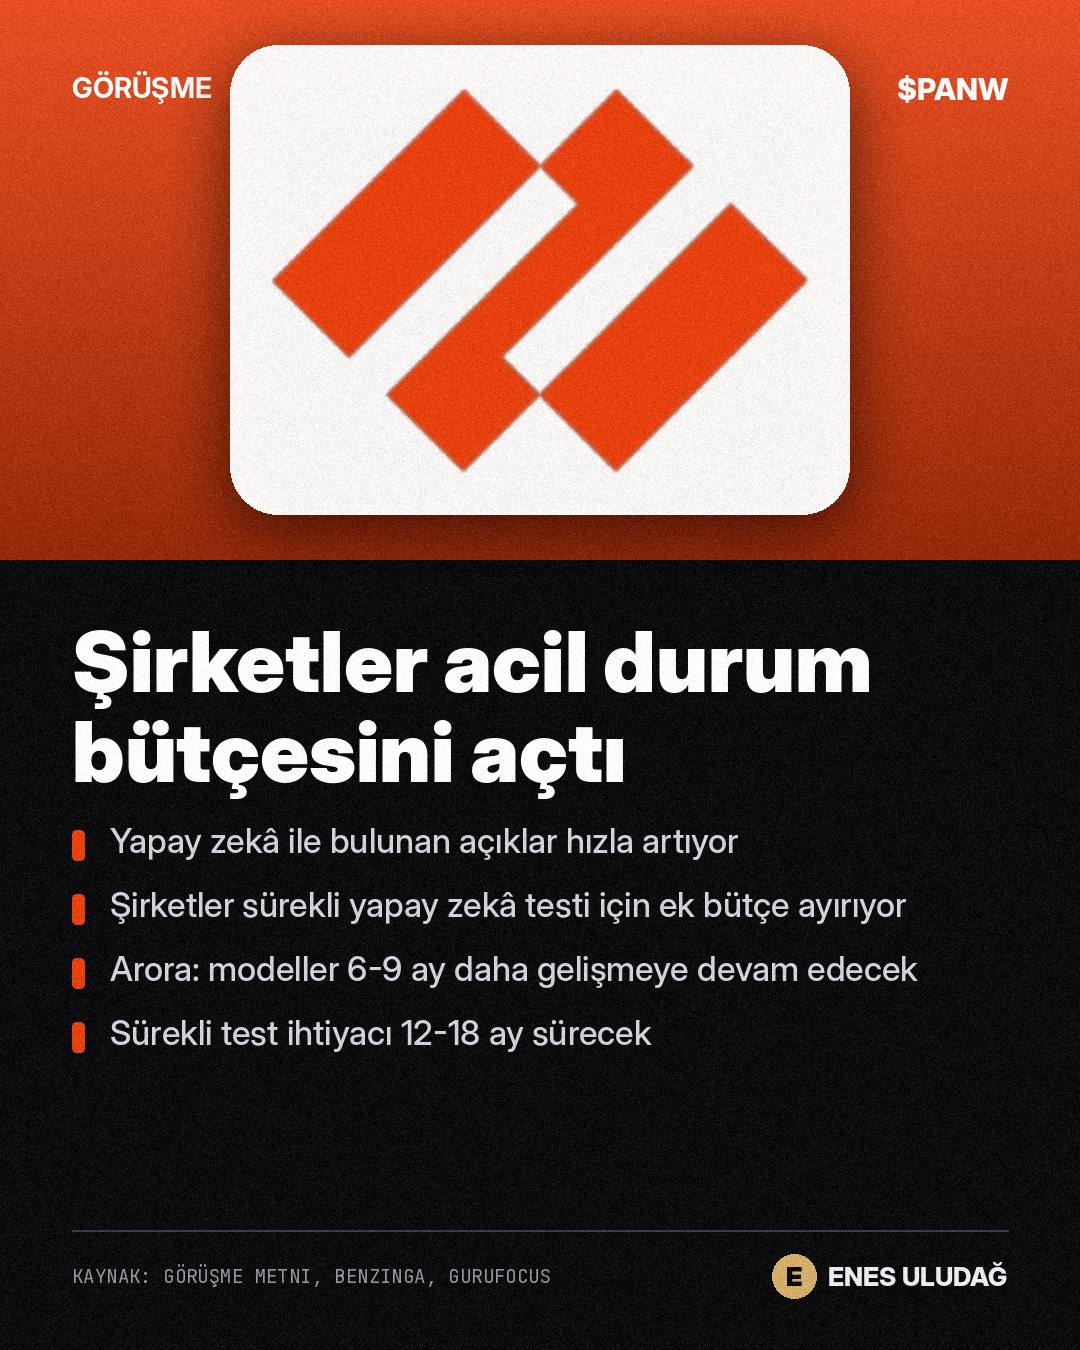 GÖRÜŞME
$PANW
Şirketler acil durum
bütçesini açtı
Yapay zekâ ile bulunan açıklar hızla artıyor
Şirketler sürekli yapay zekâ testi için ek bütçe ayırıyor
Arora: modeller 6-9 ay daha gelişmeye devam edecek
Sürekli test ihtiyacı 12-18 ay sürecek
KAYNAK: GÖRÜŞME METNI, BENZINGA, GURUFOCUS
E ENES ULUDAĞ